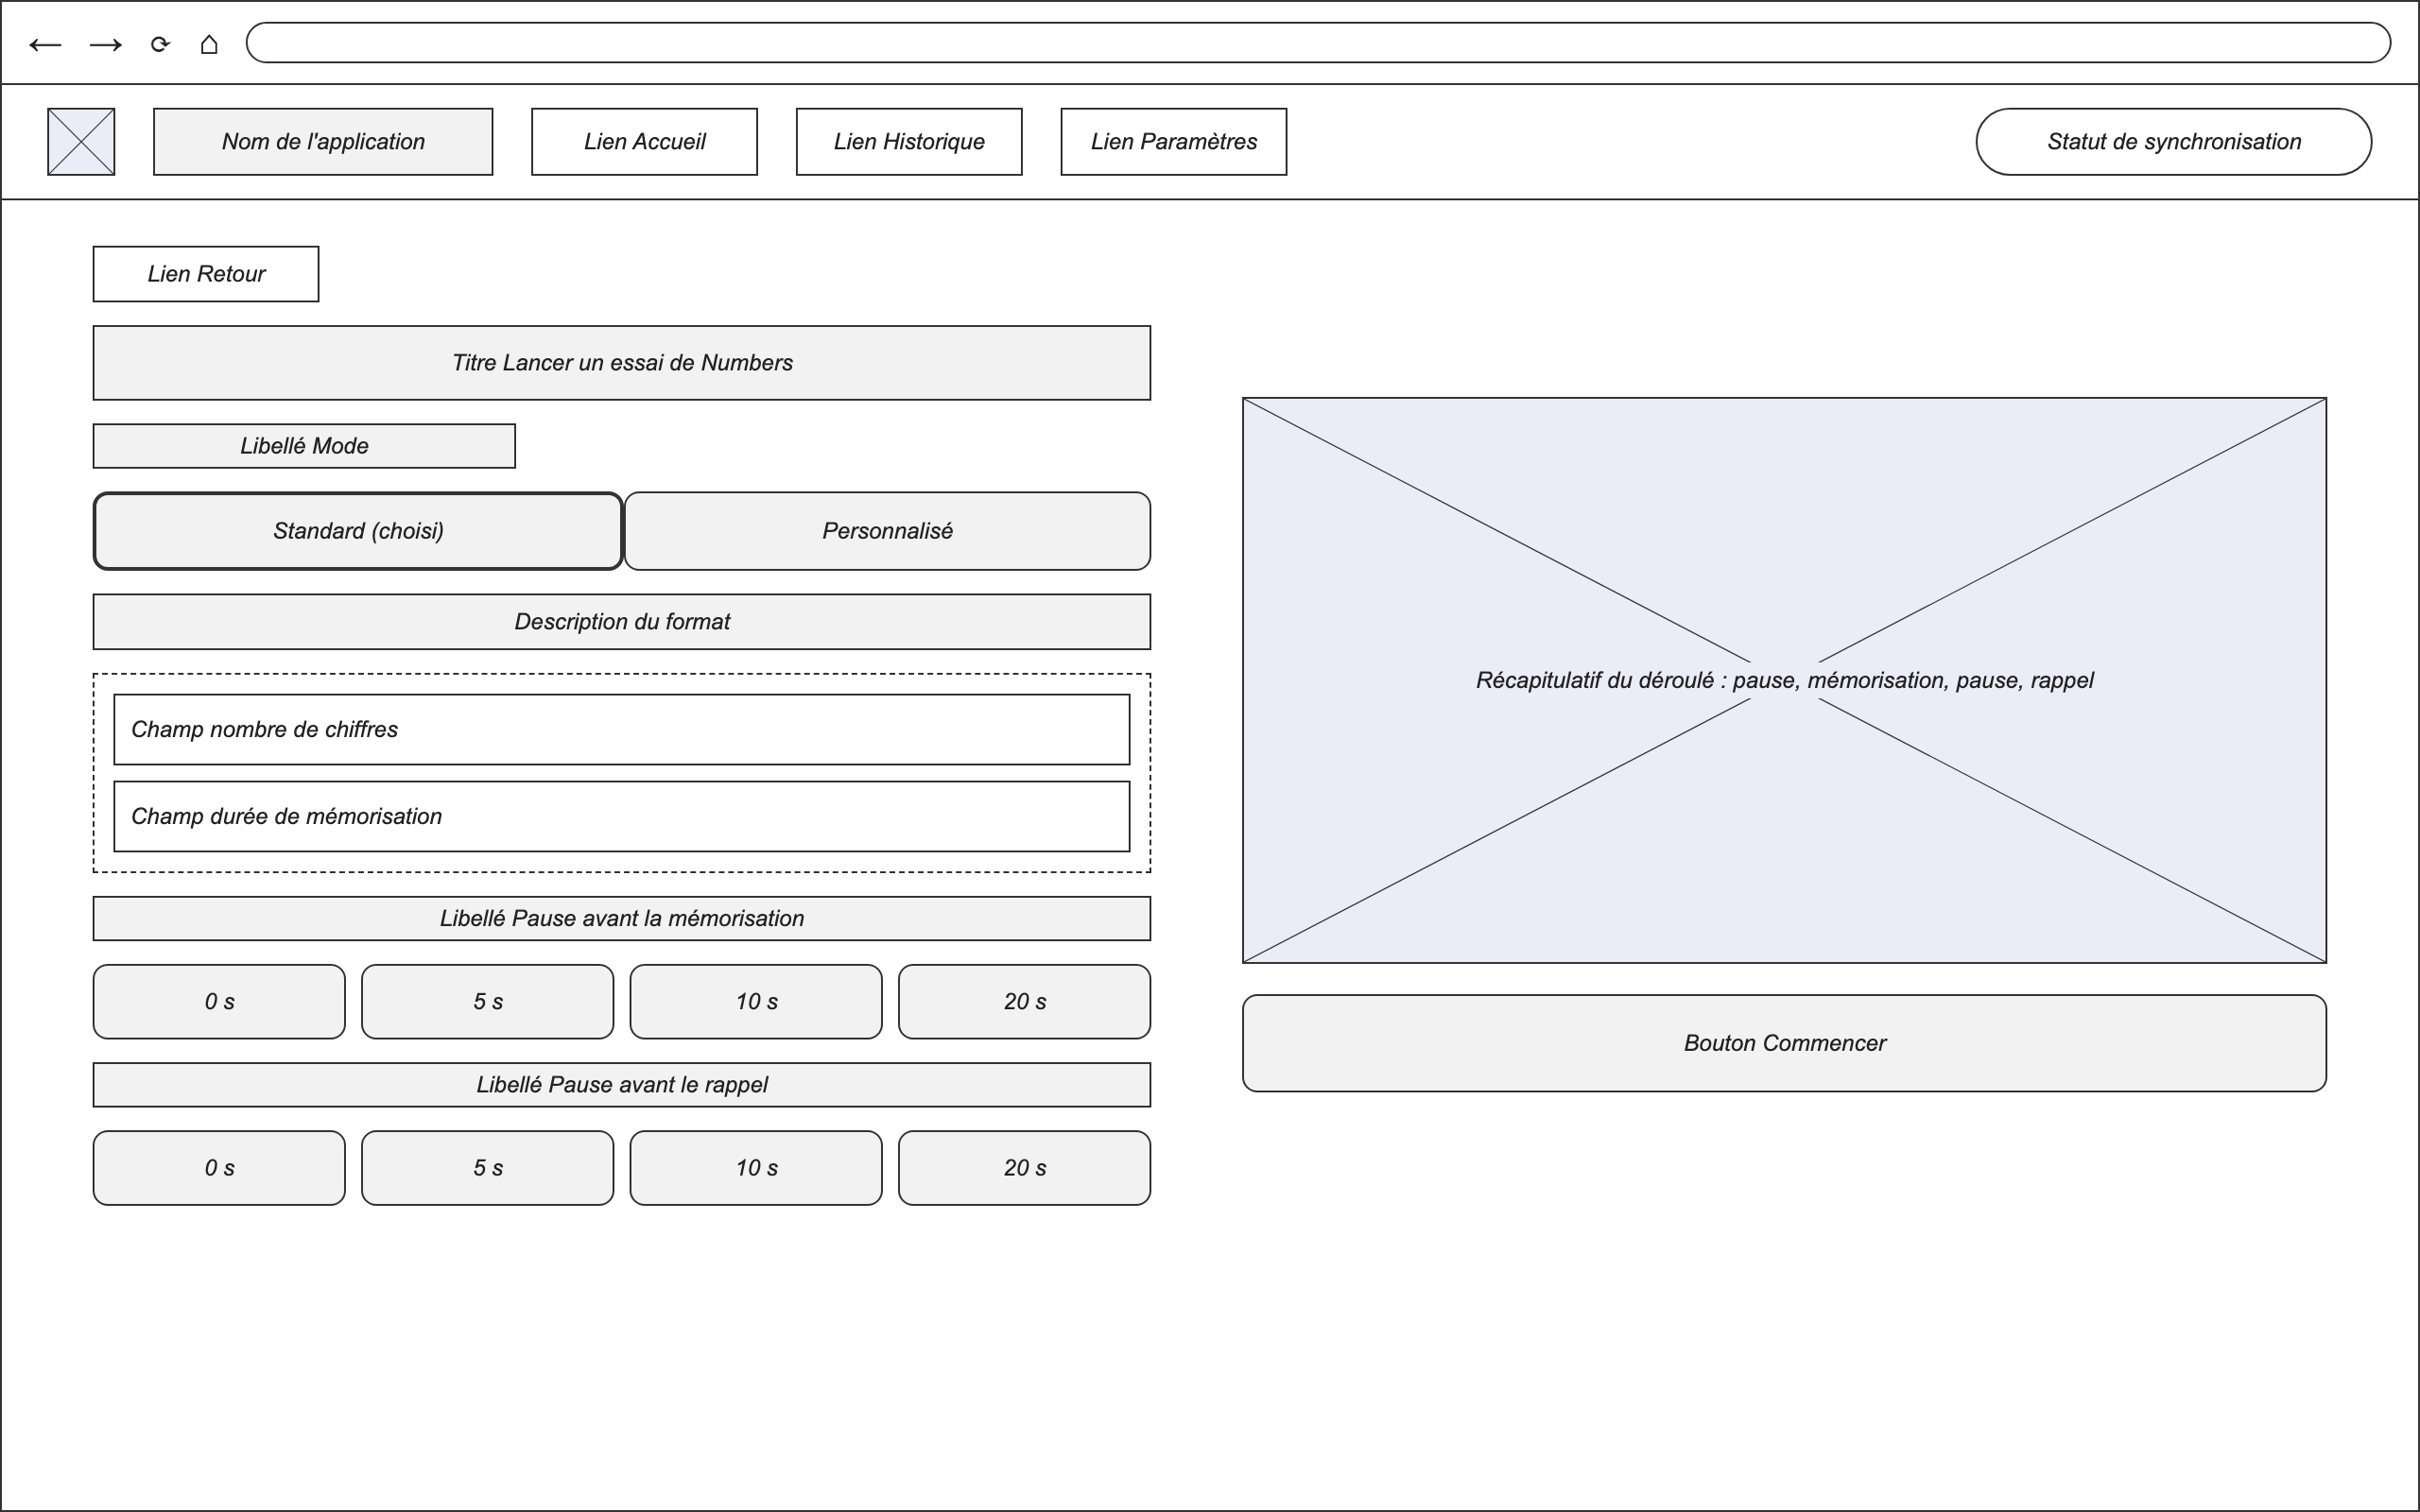 Nom de l'application
Lien Accueil
Lien Historique
Lien Paramètres
Statut de synchronisation
Lien Retour
Titre Lancer un essai de Numbers
Libellé Mode
Standard (choisi)
Personnalisé
Description du format
Champ nombre de chiffres
Champ durée de mémorisation
Libellé Pause avant la mémorisation
0 s
5 s
10 s
20 s
Libellé Pause avant le rappel
0 s
5 s
10 s
20 s
Récapitulatif du déroulé : pause, mémorisation, pause, rappel
Bouton Commencer